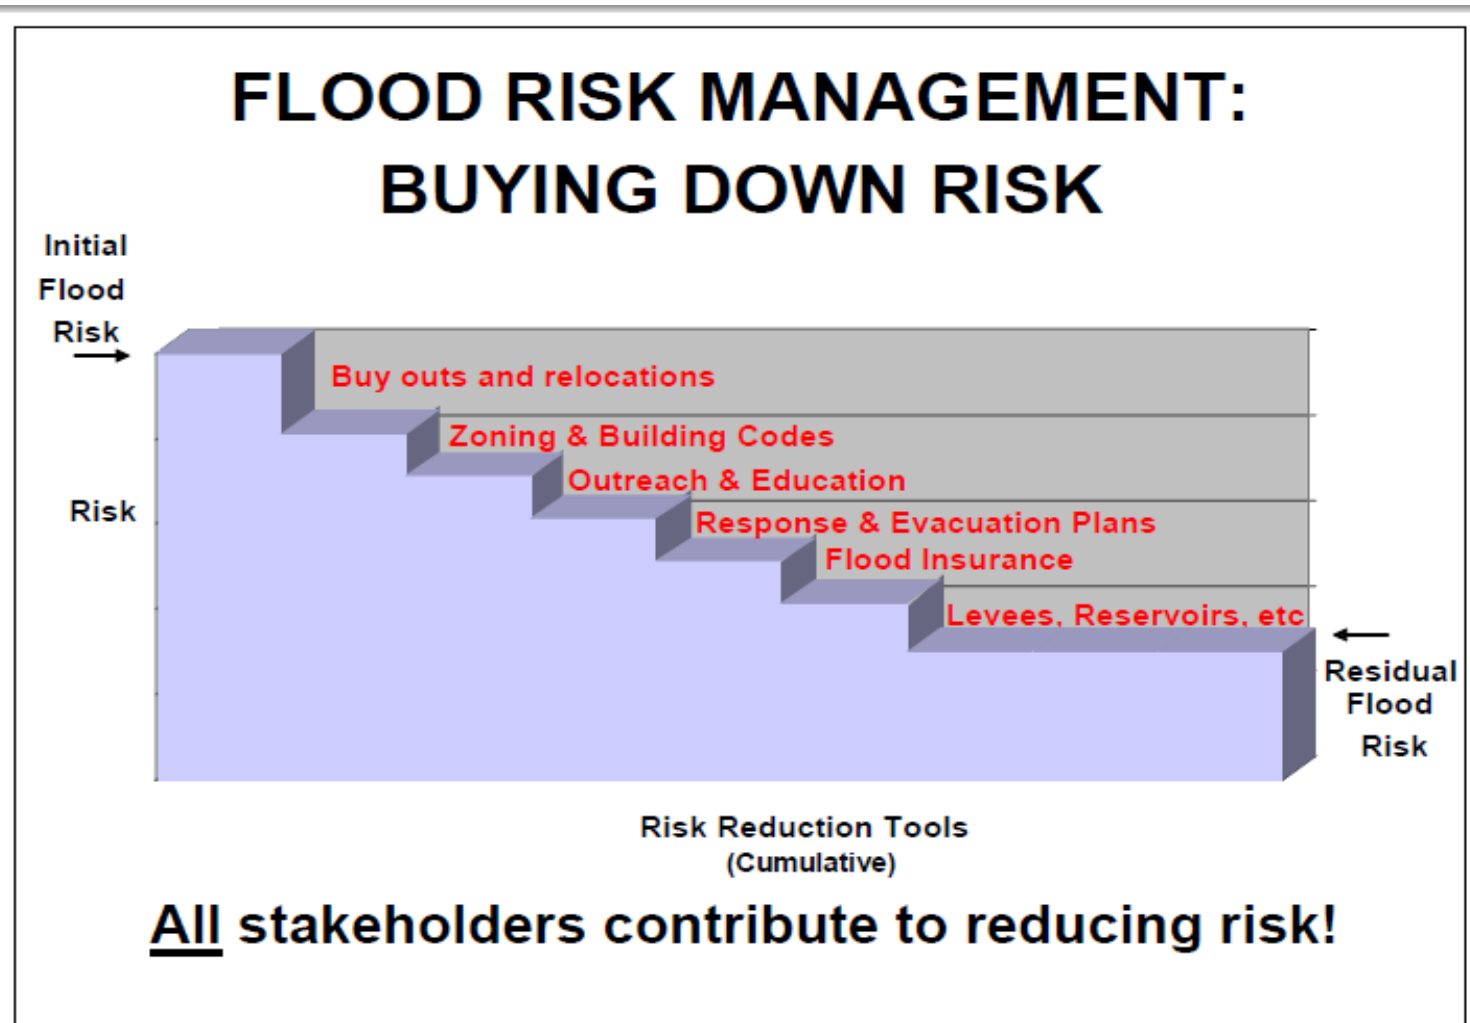 FLOOD RISK MANAGEMENT:
BUYING DOWN RISK
Initial
Flood
Risk
Buy outs and relocations
Zoning & Building Codes
Outreach & Education
Risk
Response & Evacuation Plans
Flood Insurance
Levees, Reservoirs, etc
Residual
Flood
Risk
Risk Reduction Tools
(Cumulative)
All stakeholders contribute to reducing risk!